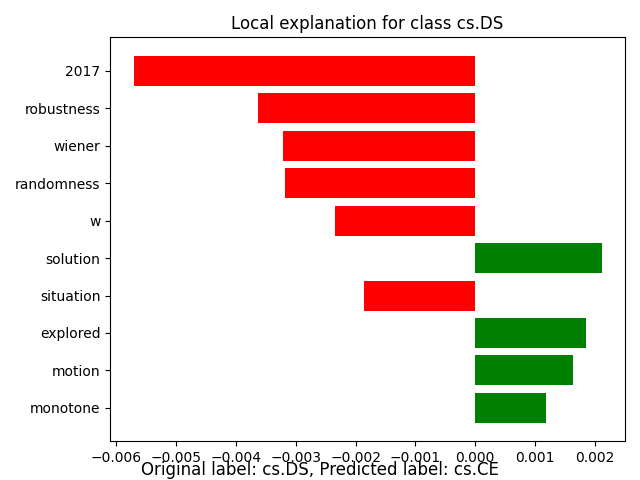 Local explanation for class cs.DS
2017
robustness
wiener
randomness
w
solution
situation
explored
motion
monotone
−0.006 −0.005 −0.004 −0.003 −0.002 −0.001 0.000 0.001 0.002
Original label: cs.DS, Predicted label: cs.CE